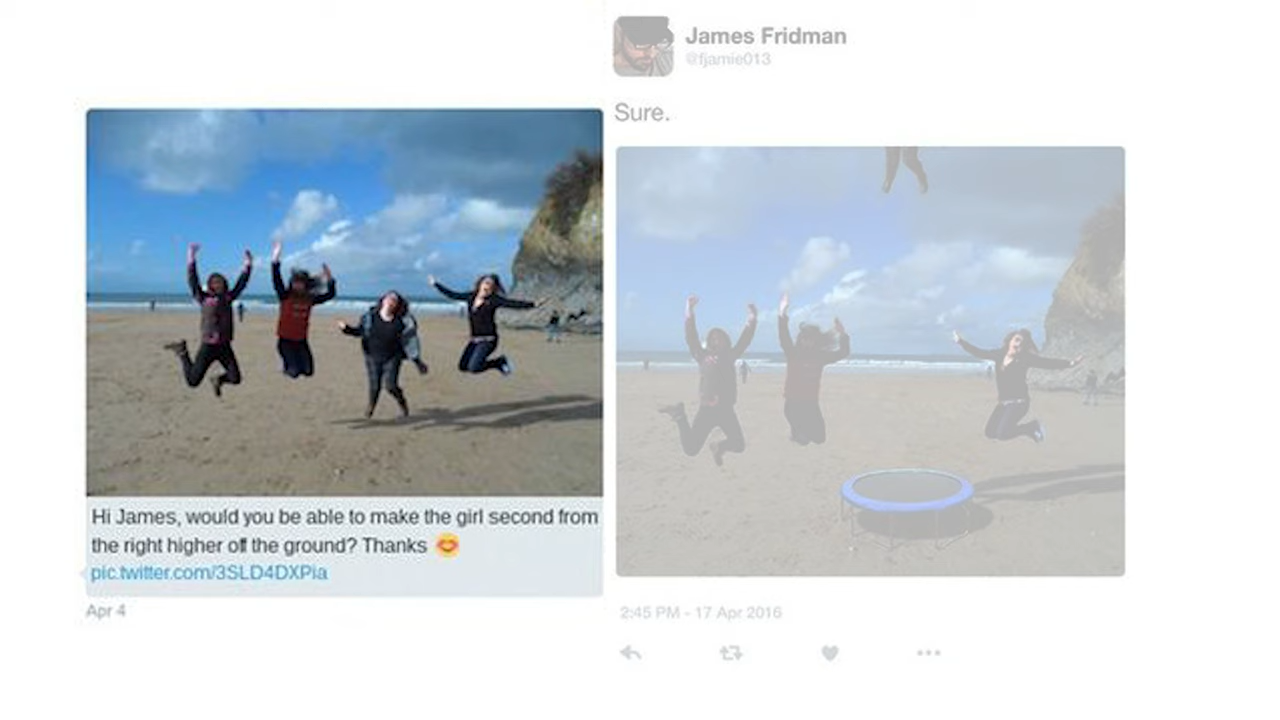 James Fridman
@fjamie013
Sure.
Hi James, would you be able to make the girl second from
the right higher off the ground? Thanks
pic.twitter.com/3SLD4DXPia
Apr 4
2:45 PM - 17 Apr 2016